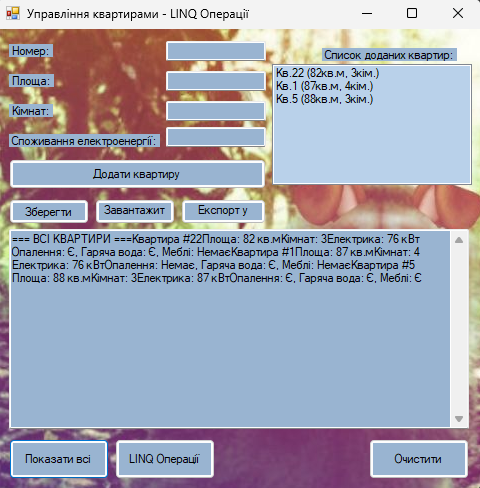 Управління квартирами - LINQ Операції
Номер:
Список доданих квартир:
Площа:
Кв.22 (82кв.м, 3кім.)
Кв.1 (87кв.м, 4кім.)
Кв.5 (88кв.м, 3кім.)
Кімнат:
Споживання електроенергії:
Додати квартиру
Зберегти
Завантажит
Експорт у
=== ВСІ КВАРТИРИ ===Квартира #22Площа: 82 кв.мКімнат: 3Електрика: 76 кВт
Опалення: Є, Гаряча вода: Є, Меблі: НемаєКвартира #1Площа: 87 кв.мКімнат: 4
Електрика: 76 кВтОпалення: Немає, Гаряча вода: Немає, Меблі: НемаєКвартира #5
Площа: 88 кв.мКімнат: 3Електрика: 87 кВтОпалення: Є, Гаряча вода: Є, Меблі: Є
Показати всі
LINQ Операції
Очистити